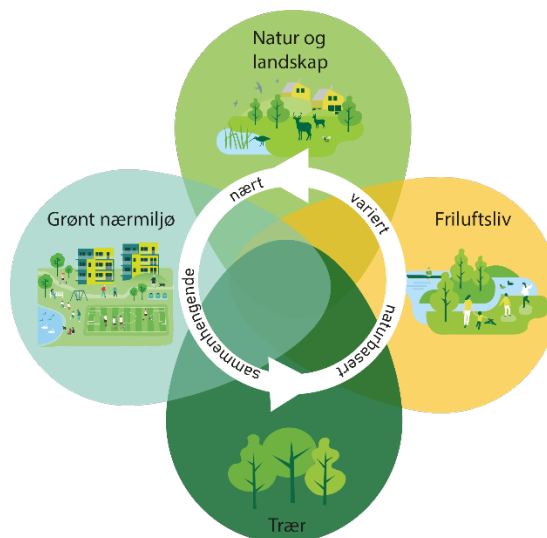 Natur og
landskap
Grønt nærmiljø
Friluftsliv
nært
variert
sammenhengende
naturbasert
Trær